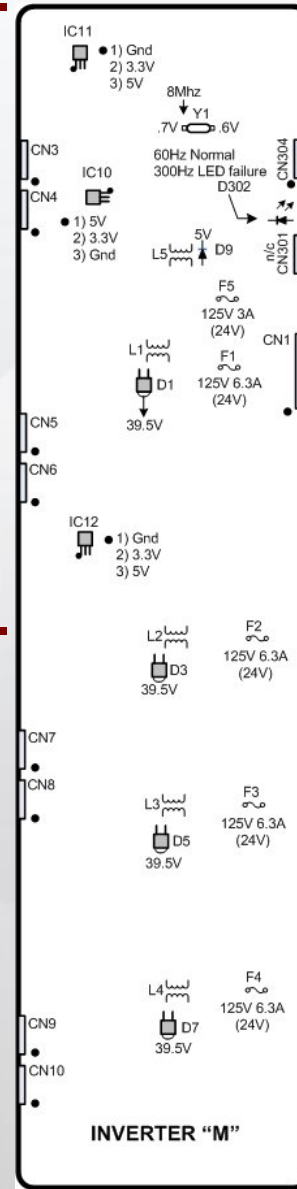 IC11
1) Gnd
2) 3.3V
3) 5V
8Mhz
Y1
.7V
.6V
CN3
CN304
60Hz Normal
300Hz LED failure
D302
IC10
CN4
1) 5V
2) 3.3V
3) Gnd
5V
L5
D9
n/c
CN301
F5
125V 3A
(24V)
CN1
L1
F1
D1
125V 6.3A
(24V)
39.5V
CN5
CN6
IC12
1) Gnd
2) 3.3V
3) 5V
L2
F2
D3
125V 6.3A
(24V)
39.5V
CN7
CN8
L3
F3
125V 6.3A
(24V)
D5
39.5V
L4
F4
125V 6.3A
(24V)
D7
39.5V
CN9
CN10
INVERTER “M”